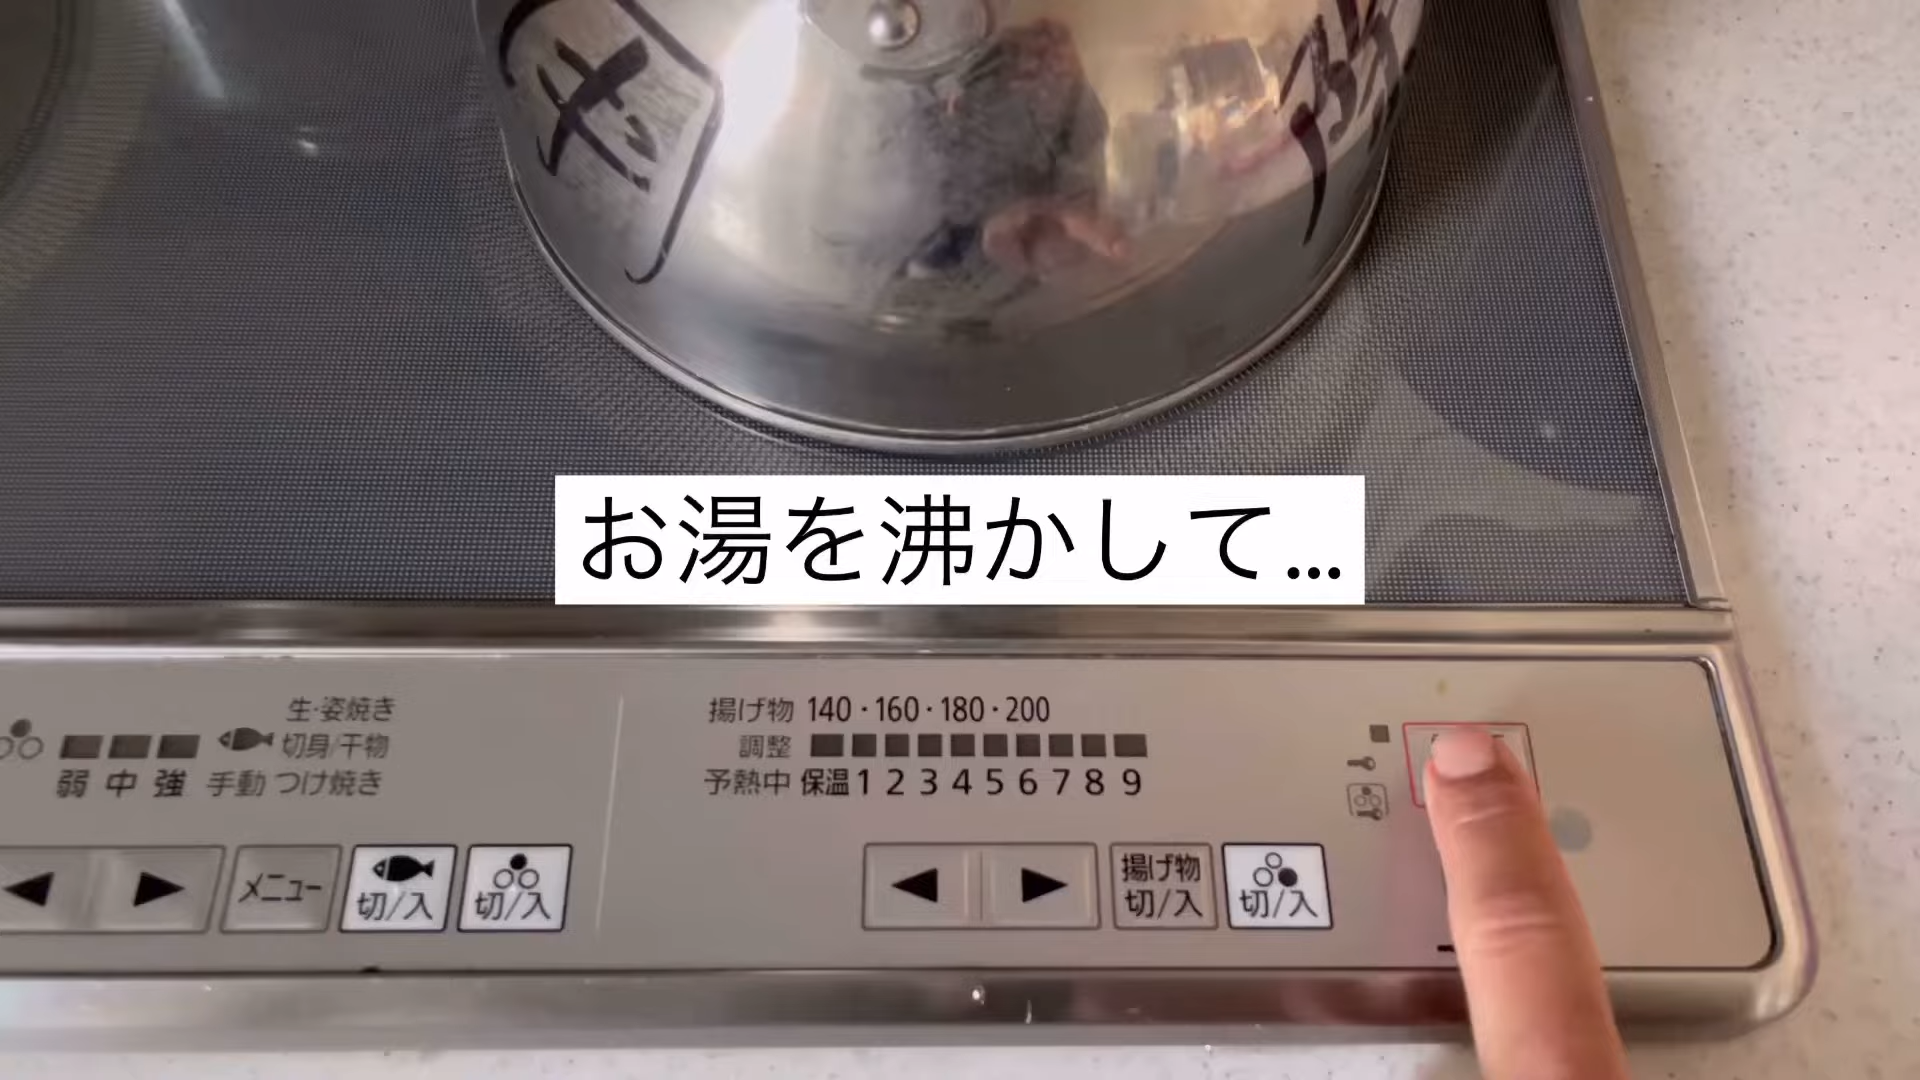 お湯を沸かして...
生・姿焼き
切身/干物
弱 中 強 手動 つけ焼き
メニュー
切/入
切/入
揚げ物 140・160・180・200
調整
予熱中 保温 1 2 3 4 5 6 7 8 9
揚げ物
切/入
切/入